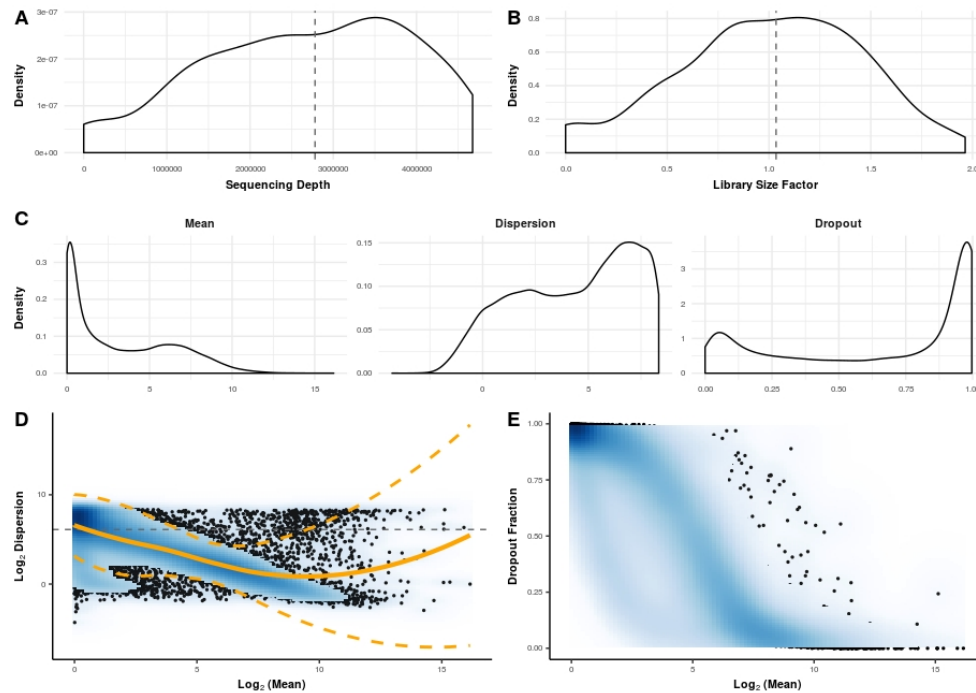 A
3e-07
2e-07
1e-07
0e+00
Density
0
1000000
2000000
3000000
4000000
Sequencing Depth
B
0.8
0.6
0.4
0.2
0.0
Density
0.0
0.5
1.0
1.5
2.0
Library Size Factor
C
Mean
0.3
0.2
0.1
0.0
Density
0
5
10
15
Dispersion
0.15
0.10
0.05
0.00
0
5
Dropout
3
2
1
0
0.00
0.25
0.50
0.75
1.0
D
10
0
Log2 Dispersion
0
5
10
15
Log2 (Mean)
E
1.00
0.75
0.50
0.25
0.00
Dropout Fraction
0
5
10
15
Log2 (Mean)